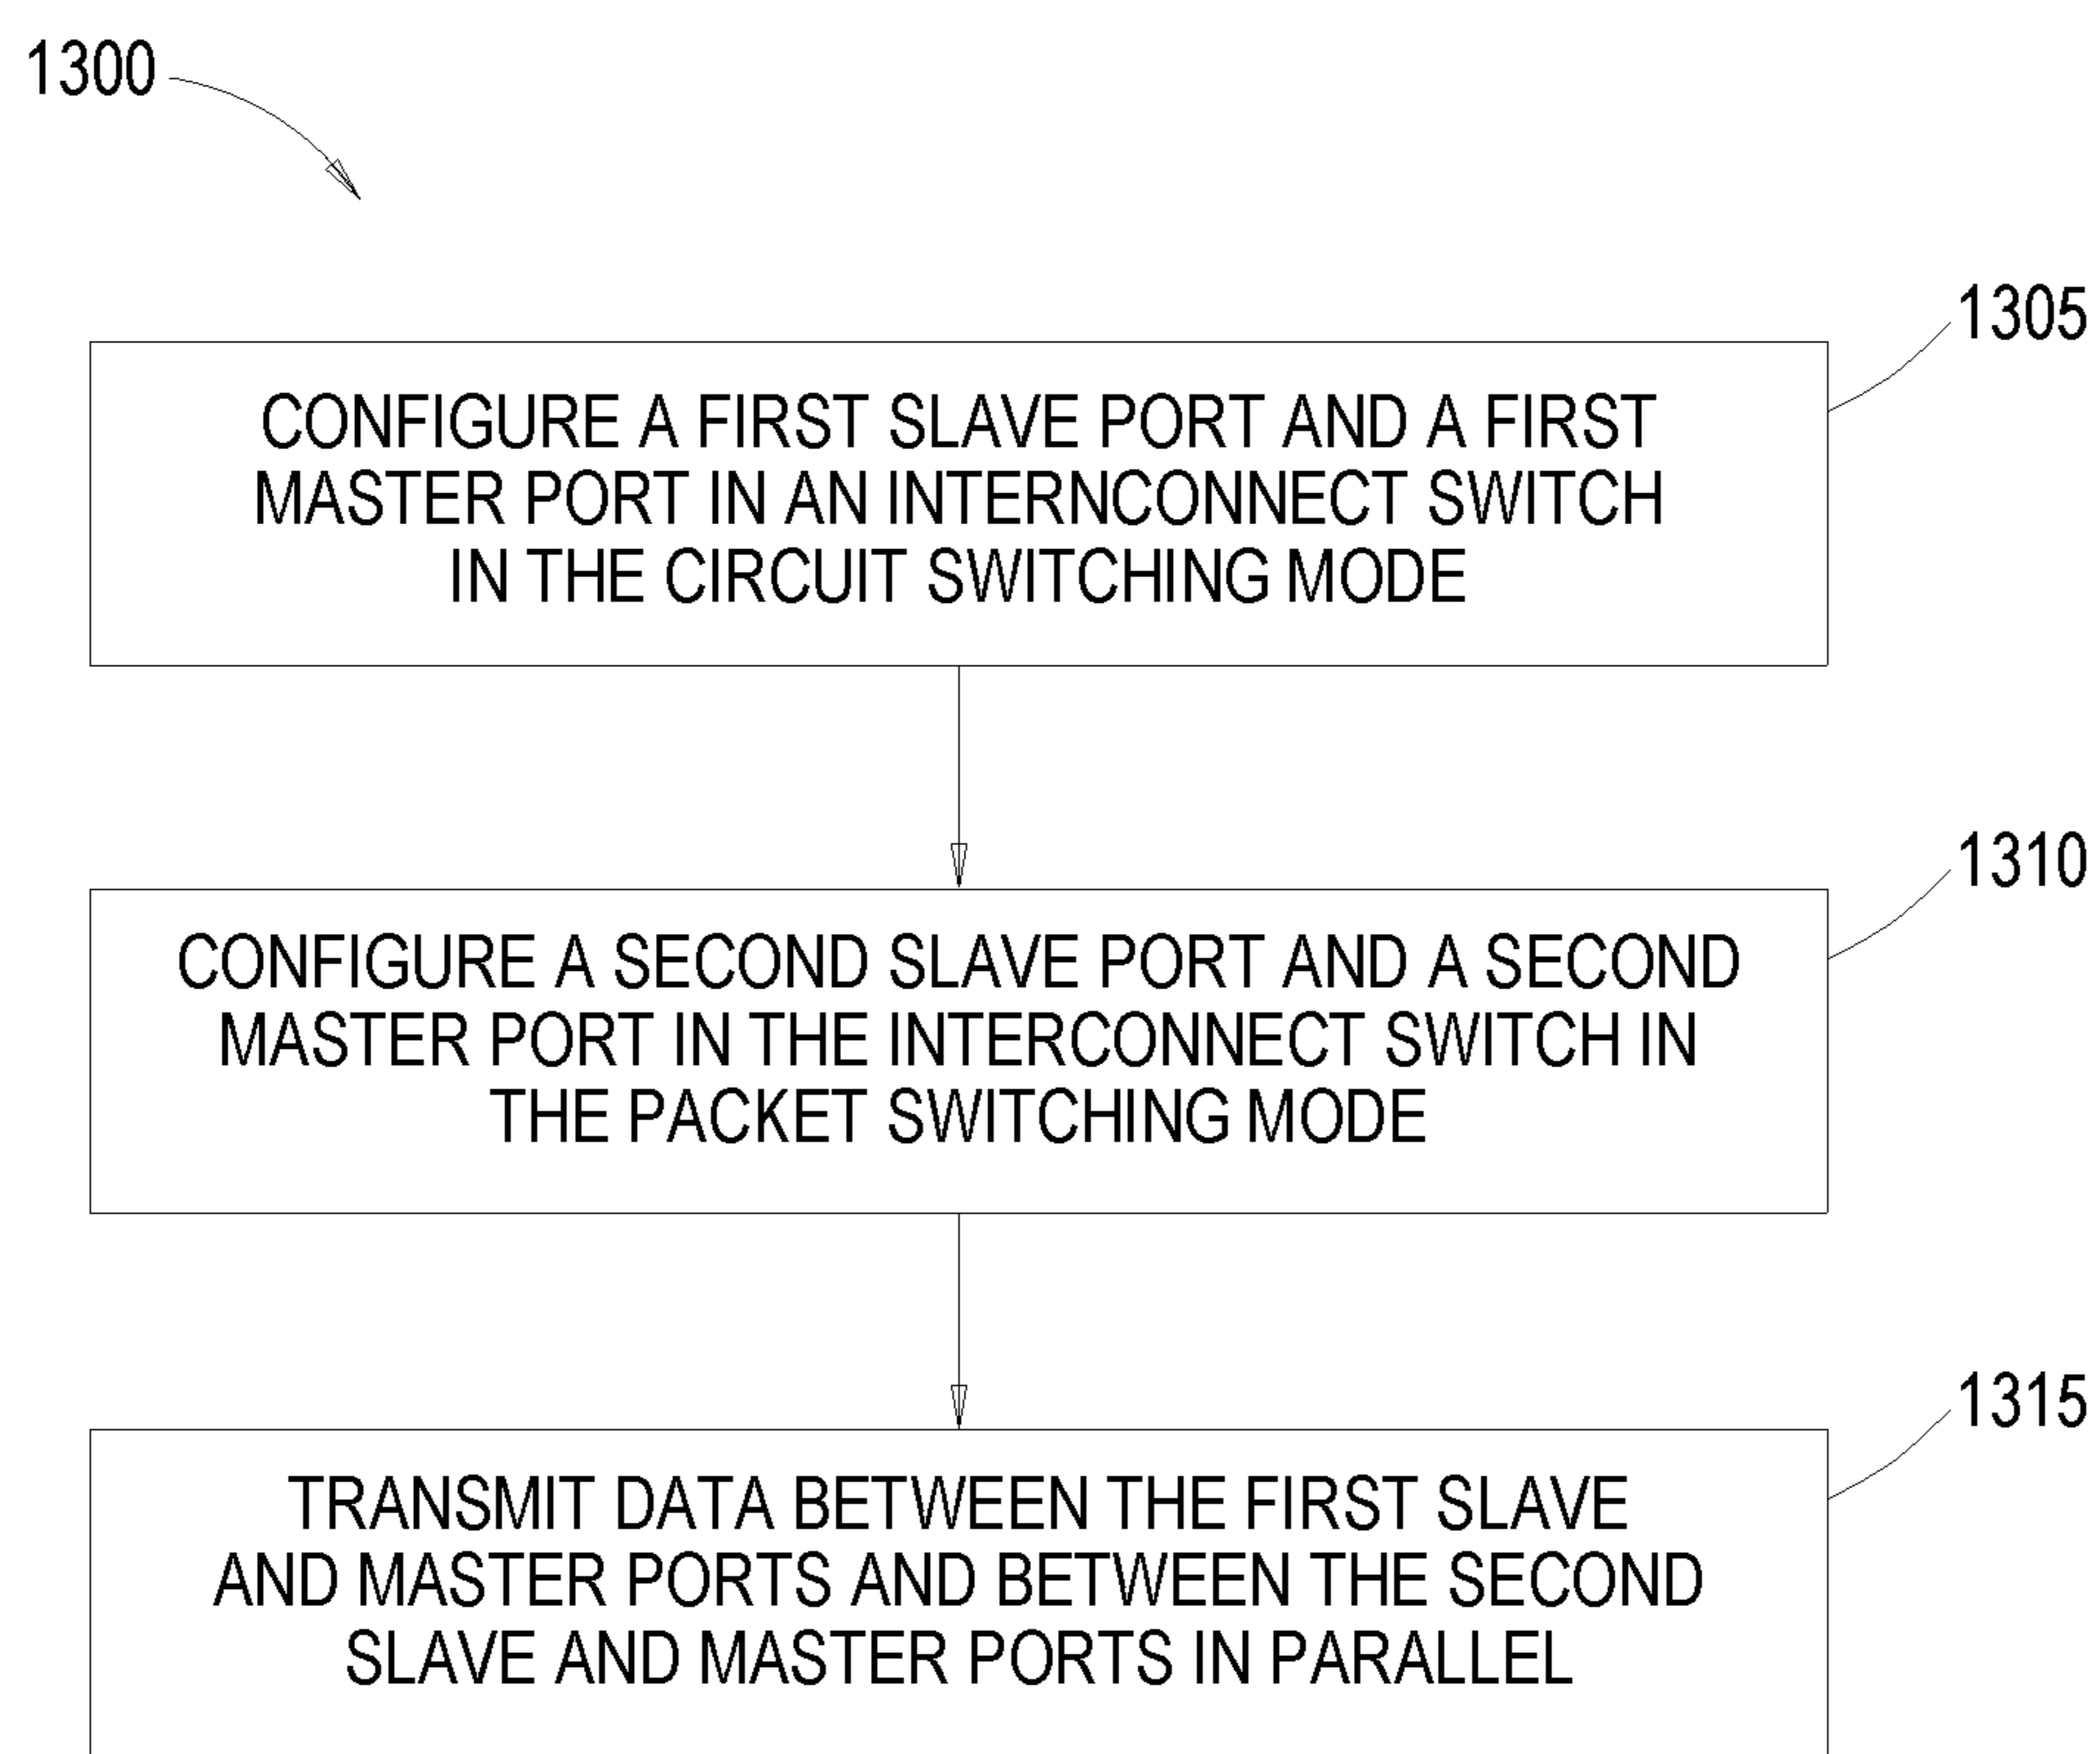 1300
1305
CONFIGURE A FIRST SLAVE PORT AND A FIRST
MASTER PORT IN AN INTERNCONNECT SWITCH
IN THE CIRCUIT SWITCHING MODE
1310
CONFIGURE A SECOND SLAVE PORT AND A SECOND
MASTER PORT IN THE INTERCONNECT SWITCH IN
THE PACKET SWITCHING MODE
1315
TRANSMIT DATA BETWEEN THE FIRST SLAVE
AND MASTER PORTS AND BETWEEN THE SECOND
SLAVE AND MASTER PORTS IN PARALLEL